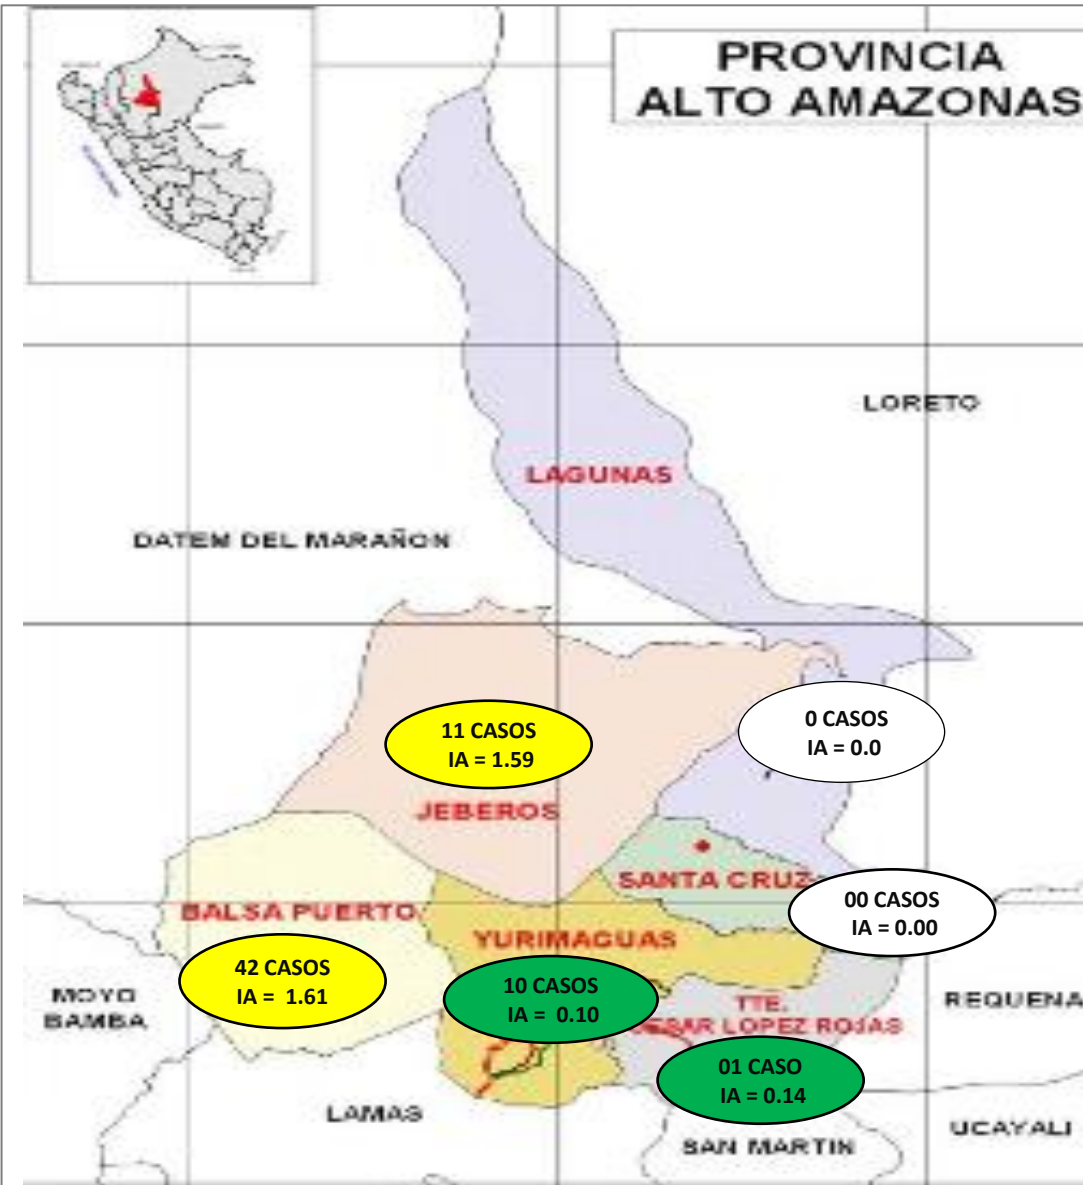 PROVINCIA
ALTO AMAZONAS
LORETO
LAGUNAS
DATEM DEL MARAÑON
11 CASOS
IA = 1.59
0 CASOS
IA = 0.0
JEBEROS
SANTA CRUZ
00 CASOS
IA = 0.00
BALSA PUERTO
YURIMAGUAS
42 CASOS
IA = 1.61
10 CASOS
IA = 0.10
MOYO
BAMBA
TTE.
ESAR LOPEZ ROJAS
REQUENA
01 CASO
IA = 0.14
LAMAS
SAN MARTIN
UCAYALI